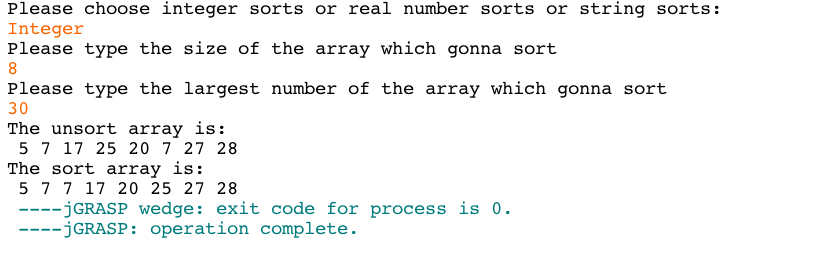 Please choose integer sorts or real number sorts or string sorts:
Integer
Please type the size of the array which gonna sort
8
Please type the largest number of the array which gonna sort
30
The unsort array is:
5 7 17 25 20 7 27 28
The sort array is:
5 7 7 17 20 25 27 28
----jGRASP wedge: exit code for process is 0.
----jGRASP: operation complete.